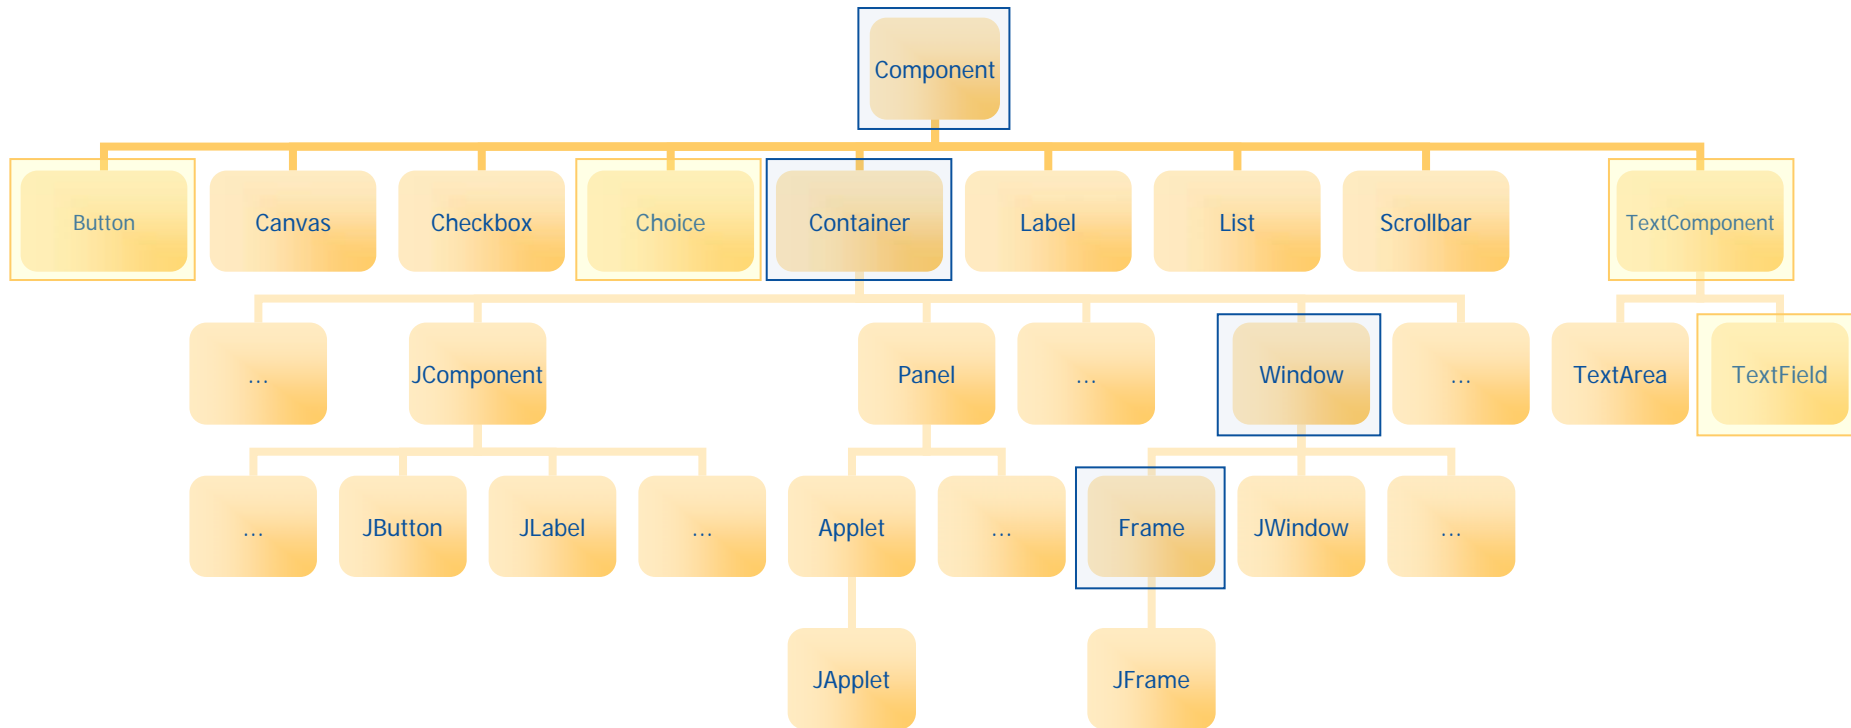 Component
Button
Canvas
Checkbox
Choice
Container
Label
List
Scrollbar
TextComponent
...
JComponent
Panel
...
Window
...
TextArea
TextField
...
JButton
JLabel
...
Applet
...
Frame
JWindow
...
JApplet
JFrame